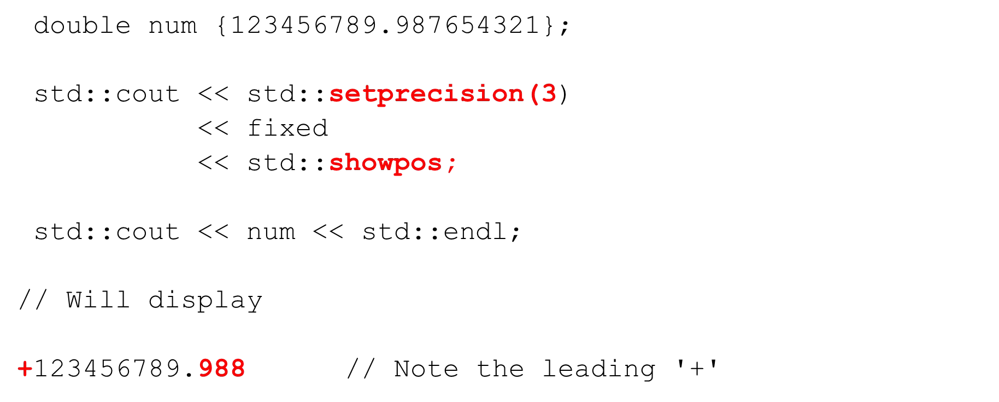 double num {123456789.987654321};
std::cout << std::setprecision(3)
<< fixed
<< std::showpos;
std::cout << num << std::endl;
// Will display
+123456789.988 // Note the leading '+'